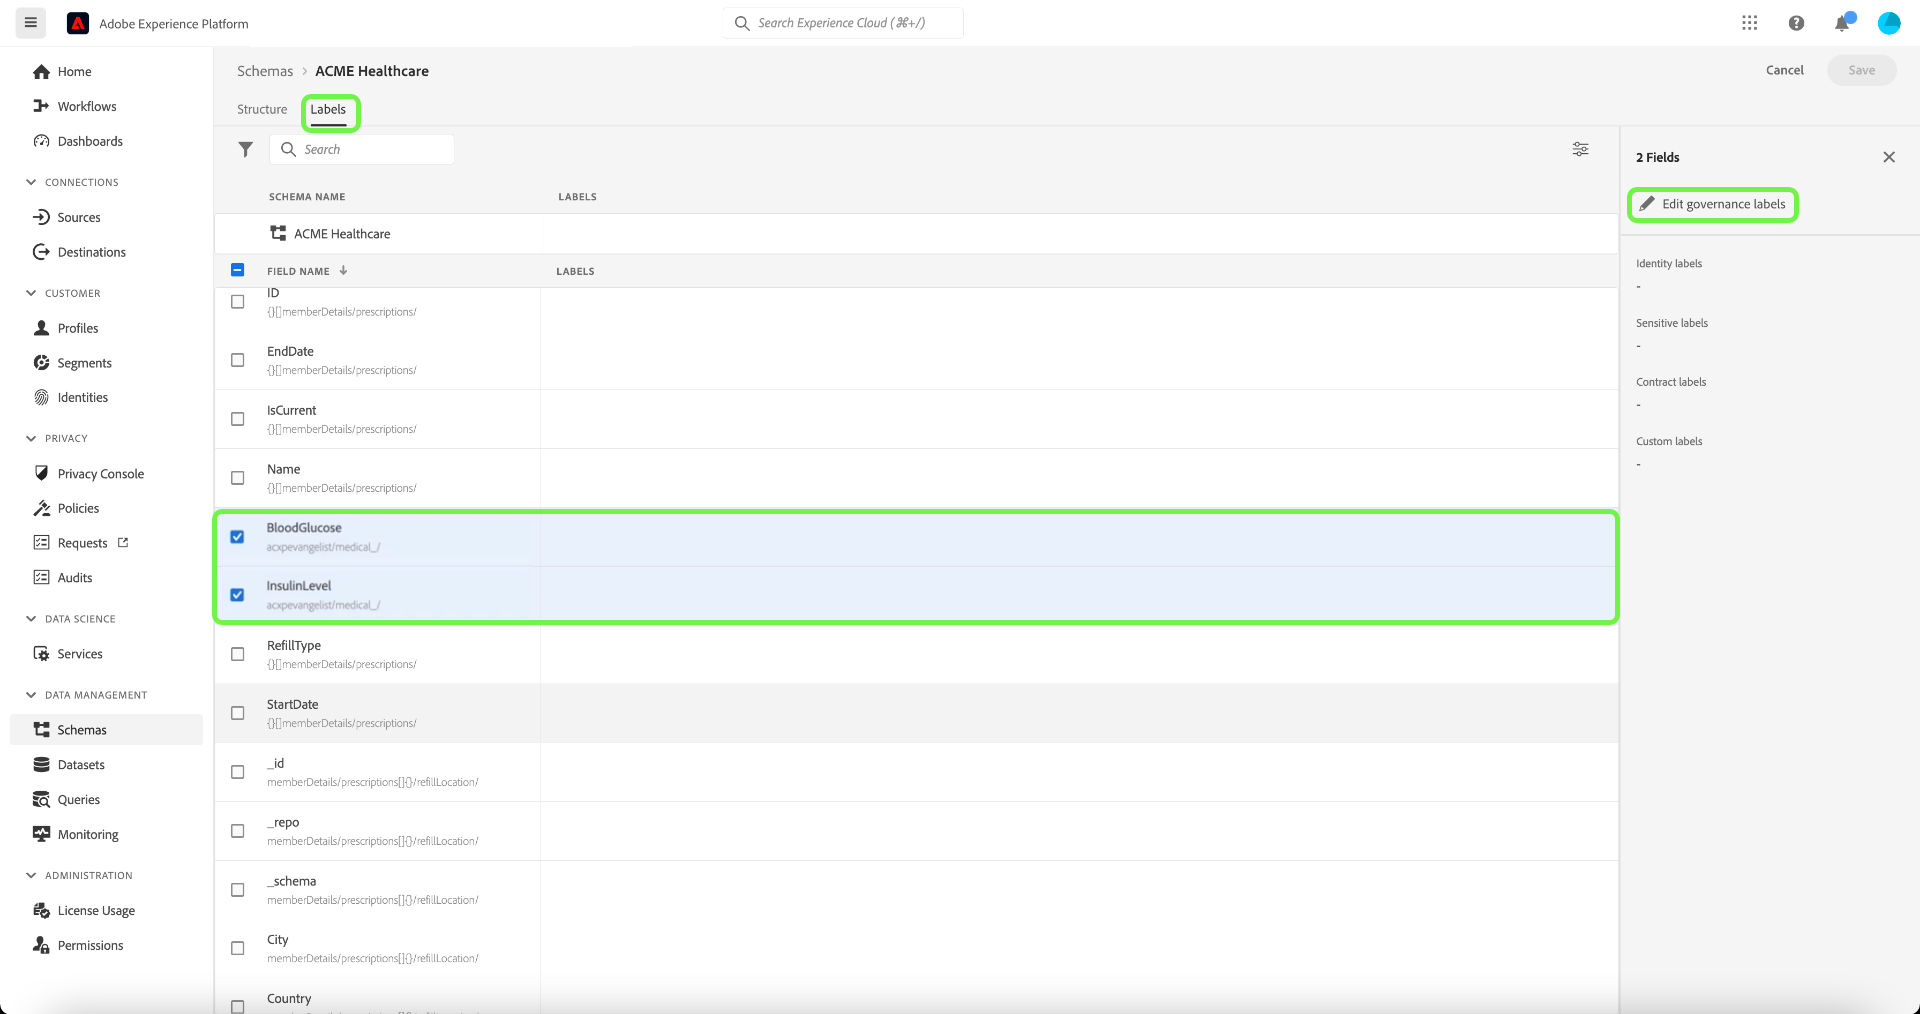 Adobe Experience Platform
Search Experience Cloud (⌘+/)
Home
Workflows
Dashboards
CONNECTIONS
Sources
Destinations
CUSTOMER
Profiles
Segments
Identities
PRIVACY
Privacy Console
Policies
Requests
Audits
DATA SCIENCE
Services
DATA MANAGEMENT
Schemas
Datasets
Queries
Monitoring
ADMINISTRATION
License Usage
Permissions
Schemas > ACME Healthcare
Cancel
Save
Structure
Labels
Search
SCHEMA NAME
LABELS
ACME Healthcare
FIELD NAME
LABELS
ID
{}[]memberDetails/prescriptions/
EndDate
{}[]memberDetails/prescriptions/
IsCurrent
{}[]memberDetails/prescriptions/
Name
{}[]memberDetails/prescriptions/
BloodGlucose
acxpevangelist/medical_/
InsulinLevel
acxpevangelist/medical_/
RefillType
{}[]memberDetails/prescriptions/
StartDate
{}[]memberDetails/prescriptions/
_id
memberDetails/prescriptions[]{}/refillLocation/
_repo
memberDetails/prescriptions[]{}/refillLocation/
_schema
memberDetails/prescriptions[]{}/refillLocation/
City
memberDetails/prescriptions[]{}/refillLocation/
Country
2 Fields
Edit governance labels
Identity labels
-
Sensitive labels
-
Contract labels
-
Custom labels
-